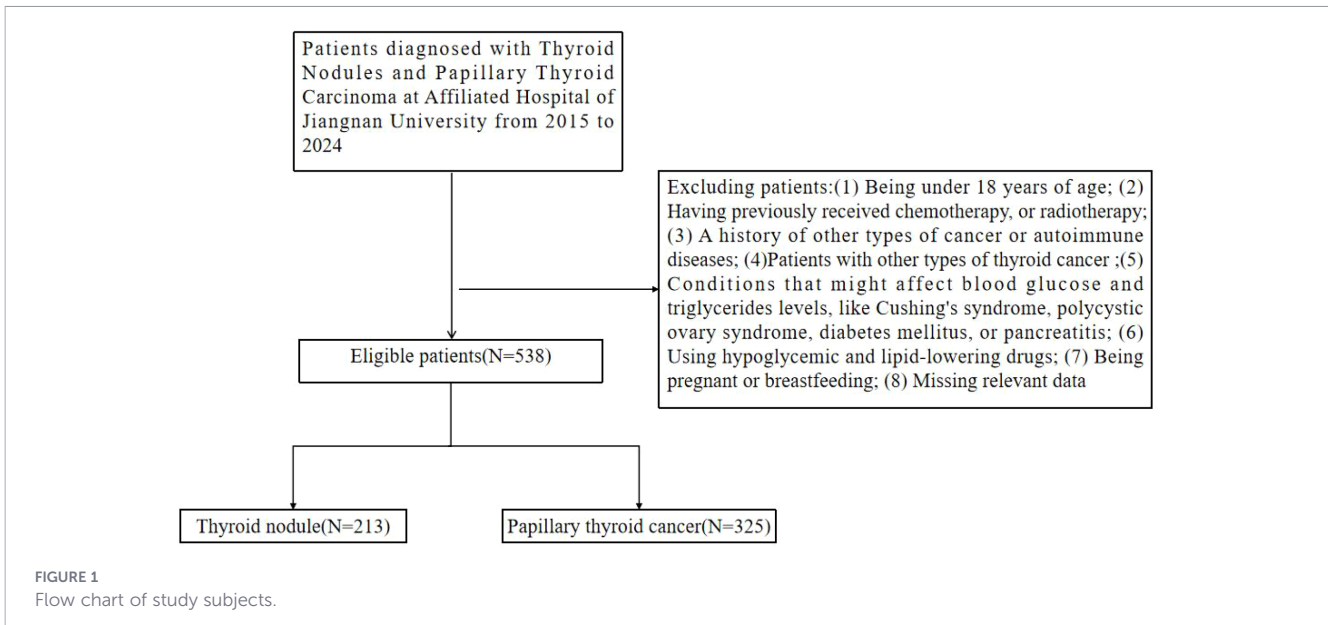 Patients diagnosed with Thyroid
Nodules and Papillary Thyroid
Carcinoma at Affiliated Hospital of
Jiangnan University from 2015 to
2024
Excluding patients:(1) Being under 18 years of age; (2)
Having previously received chemotherapy, or radiotherapy;
(3) A history of other types of cancer or autoimmune
diseases; (4)Patients with other types of thyroid cancer ;(5)
Conditions that might affect blood glucose and
triglycerides levels, like Cushing's syndrome, polycystic
ovary syndrome, diabetes mellitus, or pancreatitis; (6)
Using hypoglycemic and lipid-lowering drugs; (7) Being
pregnant or breastfeeding; (8) Missing relevant data
Eligible patients(N=538)
Thyroid nodule(N=213)
Papillary thyroid cancer(N=325)
FIGURE 1
Flow chart of study subjects.